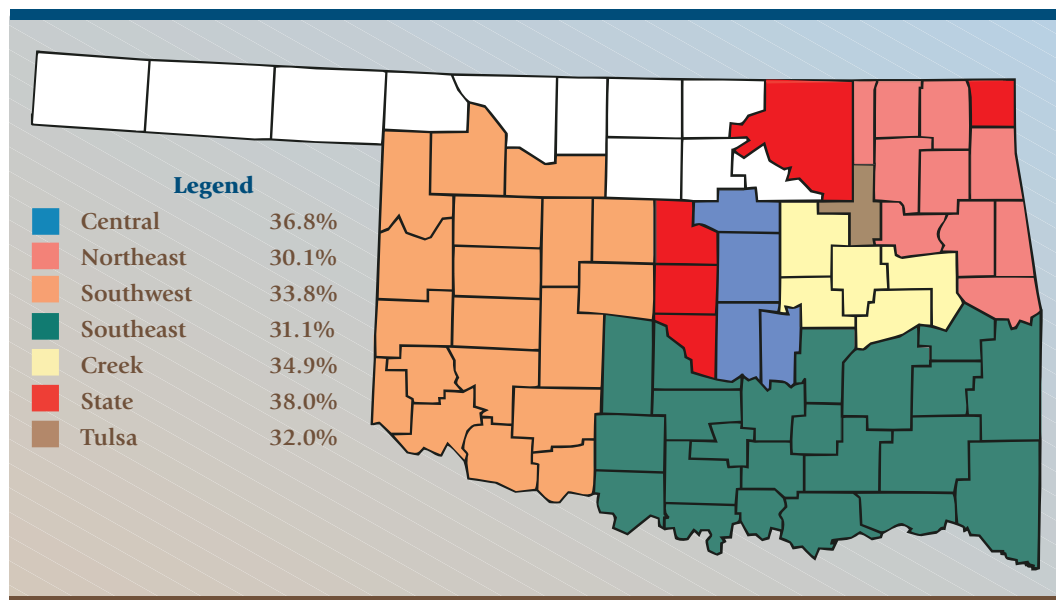 Legend
Central 36.8%
Northeast 30.1%
Southwest 33.8%
Southeast 31.1%
Creek 34.9%
State 38.0%
Tulsa 32.0%